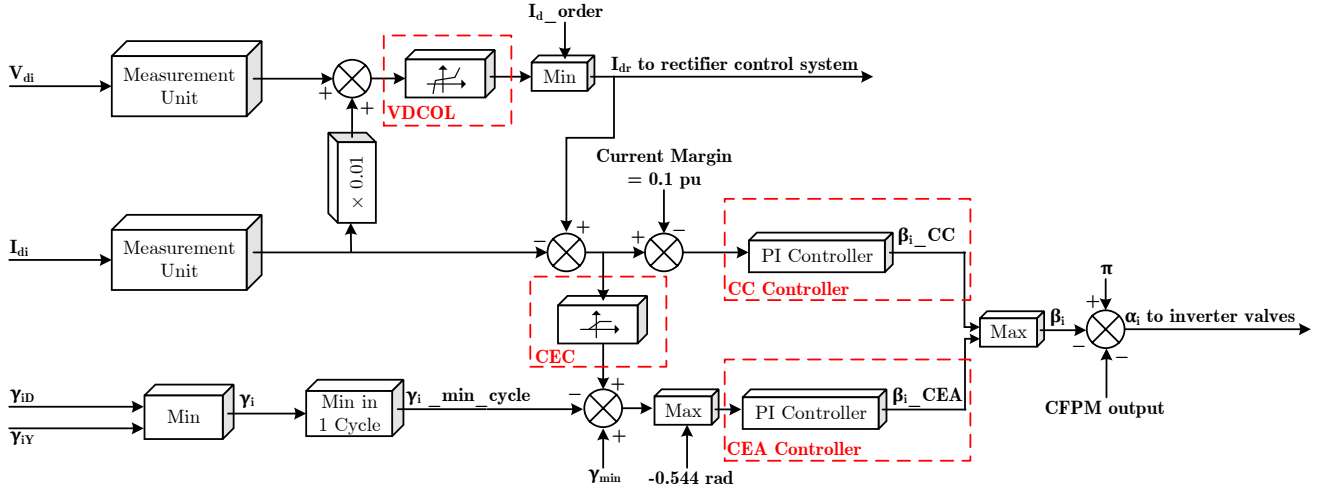 I_d_order
V_di
Measurement
Unit
+
+
VDCOL
Min
I_dr to rectifier control system
× 0.01
Current Margin
= 0.1 pu
I_di
Measurement
Unit
−
+
+
−
PI Controller
β_i_CC
CC Controller
CEC
π
+
Max
β_i
−
−
α_i to inverter valves
CFPM output
γ_iD
γ_iY
Min
γ_i
Min in
1 Cycle
γ_i _min_cycle
−
+
+
γ_min
Max
-0.544 rad
PI Controller
β_i_CEA
CEA Controller